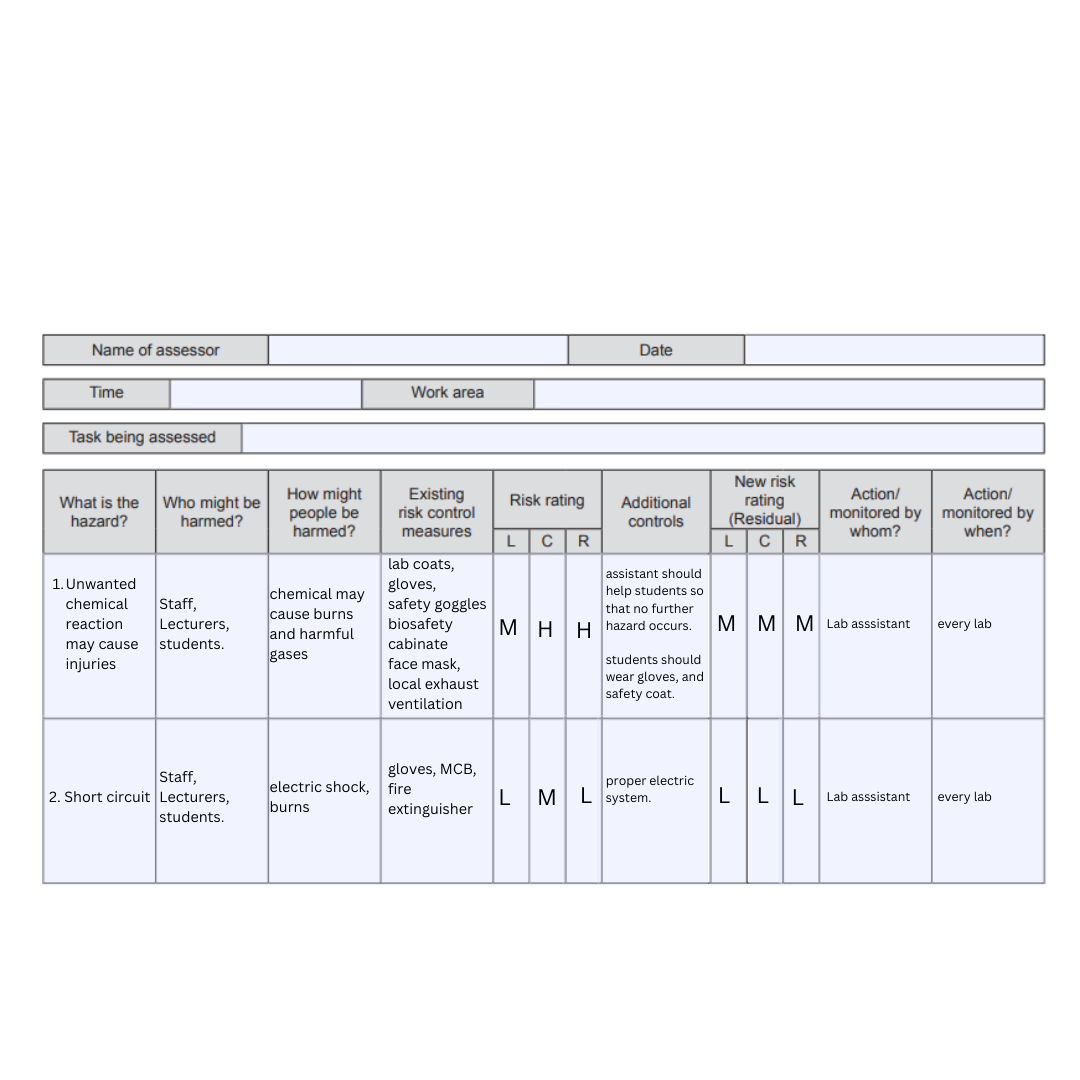 Name of assessor
Date
Time
Work area
Task being assessed
What is the
hazard?
Who might be
harmed?
How might
people be
harmed?
Existing
risk control
measures
Risk rating
L C R
Additional
controls
New risk
rating
(Residual)
L C R
Action/
monitored by
whom?
Action/
monitored by
when?
1. Unwanted
chemical
reaction
may cause
injuries
Staff,
Lecturers,
students.
chemical may
cause burns
and harmful
gases
lab coats,
gloves,
safety goggles
biosafety
cabinate
face mask,
local exhaust
ventilation
M H H
assistant should
help students so
that no further
hazard occurs.
students should
wear gloves, and
safety coat.
M M M
Lab asssistant
every lab
2. Short circuit
Staff,
Lecturers,
students.
electric shock,
burns
gloves, MCB,
fire
extinguisher
L M L
proper electric
system.
L L L
Lab asssistant
every lab